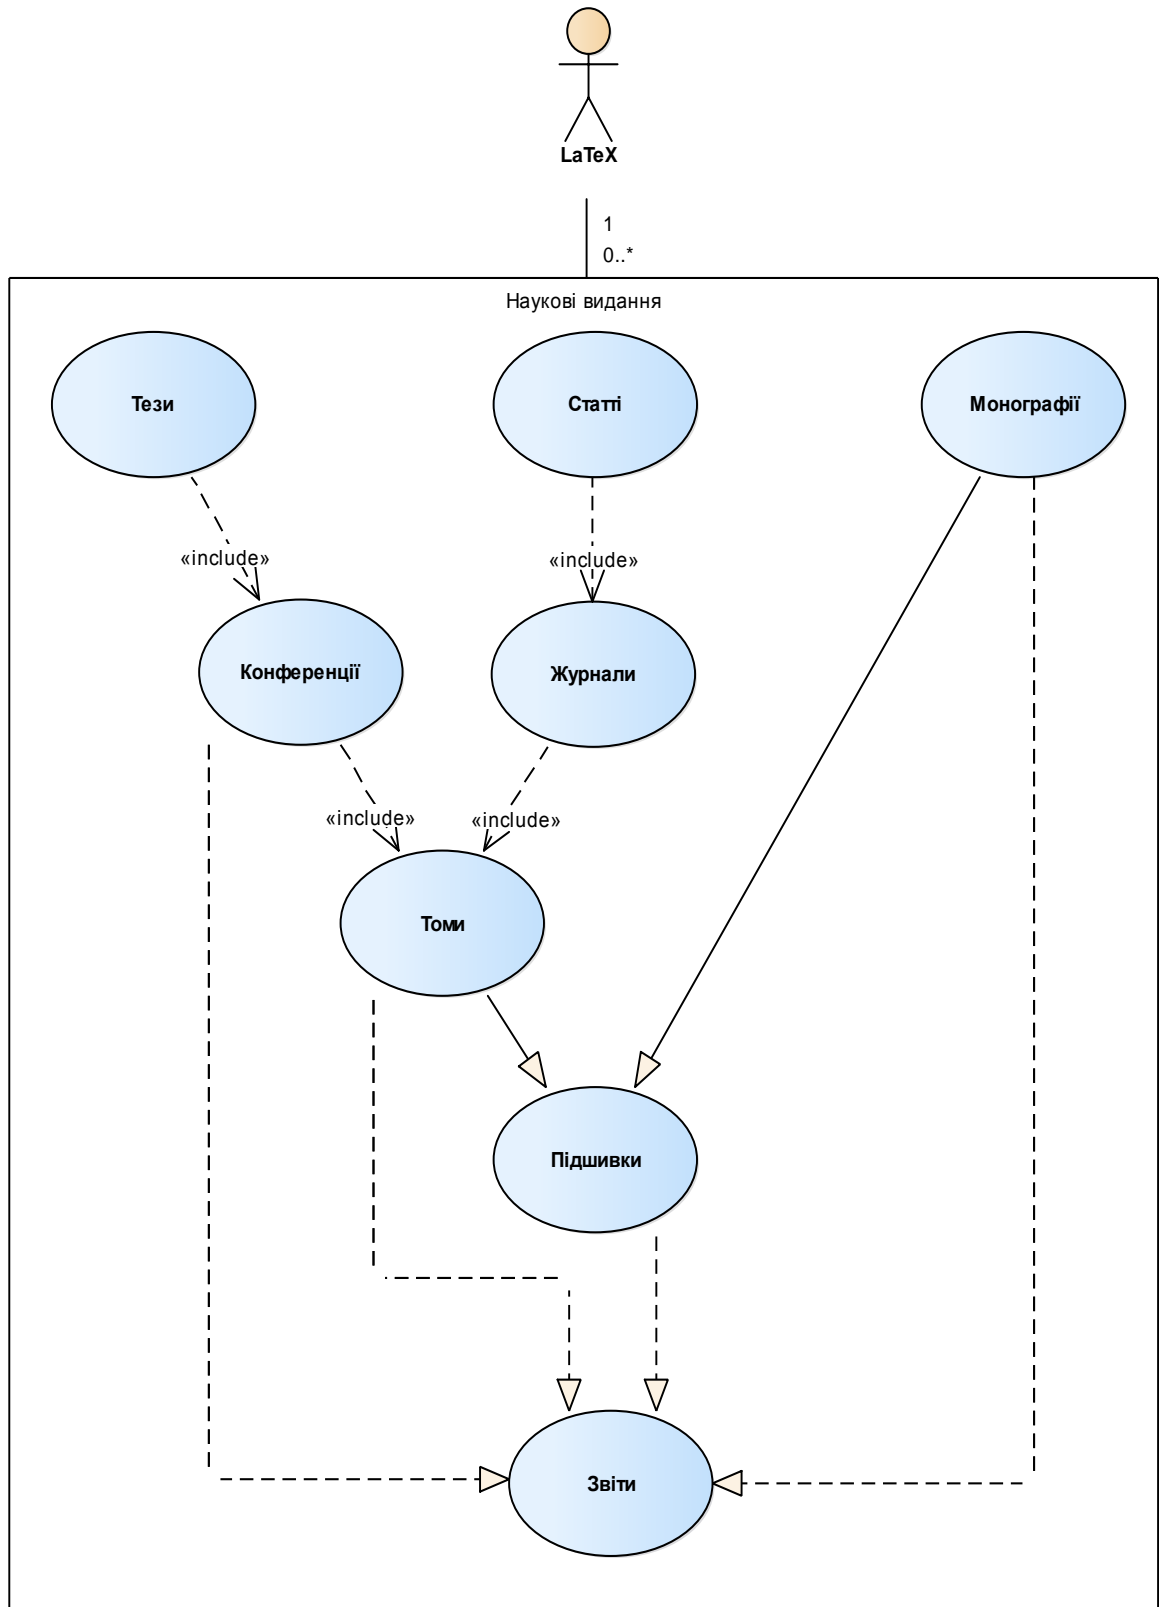 LaTeX
1
0..*
Наукові видання
Тези
Статті
Монографії
«include»
«include»
Конференції
Журнали
«include»
«include»
Томи
Підшивки
Звіти